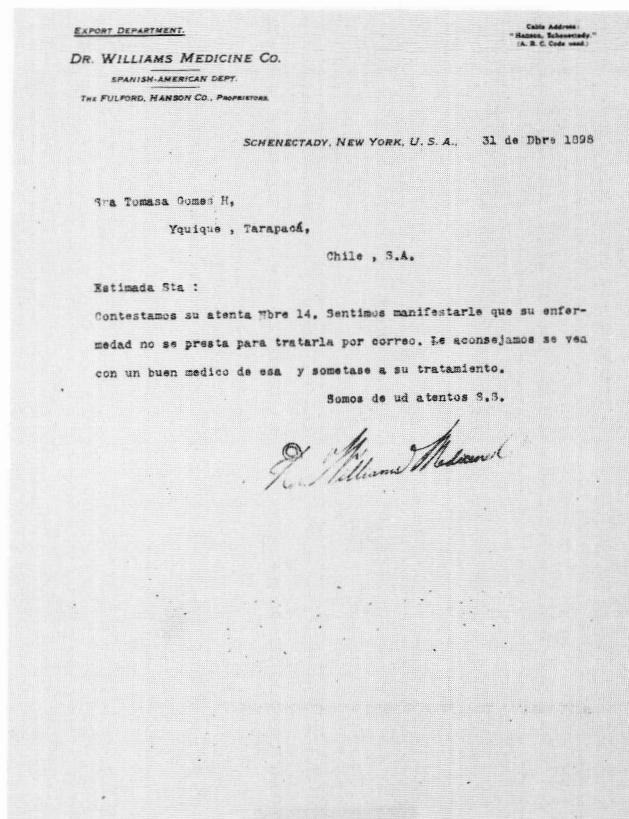 EXPORT DEPARTMENT.
Cable Address:
"Hanson, Schenectady."
(A. B. C. Code used.)
DR. WILLIAMS MEDICINE CO.
SPANISH-AMERICAN DEPT.
THE FULFORD, HANSON CO., PROPRIETORS.
SCHENECTADY, NEW YORK, U. S. A., 31 de Dbre 1898
Sra Tomasa Gomes H,
Yquique , Tarapacá,
Chile , S.A.
Estimada Sta :
Contestamos su atenta Nbre 14. Sentimos manifestarle que su enfer-
medad no se presta para tratarla por correo. Le aconsejamos se vea
con un buen medico de esa y sometase a su tratamiento.
Somos de ud atentos S.S.
Dr. Williams Medicine